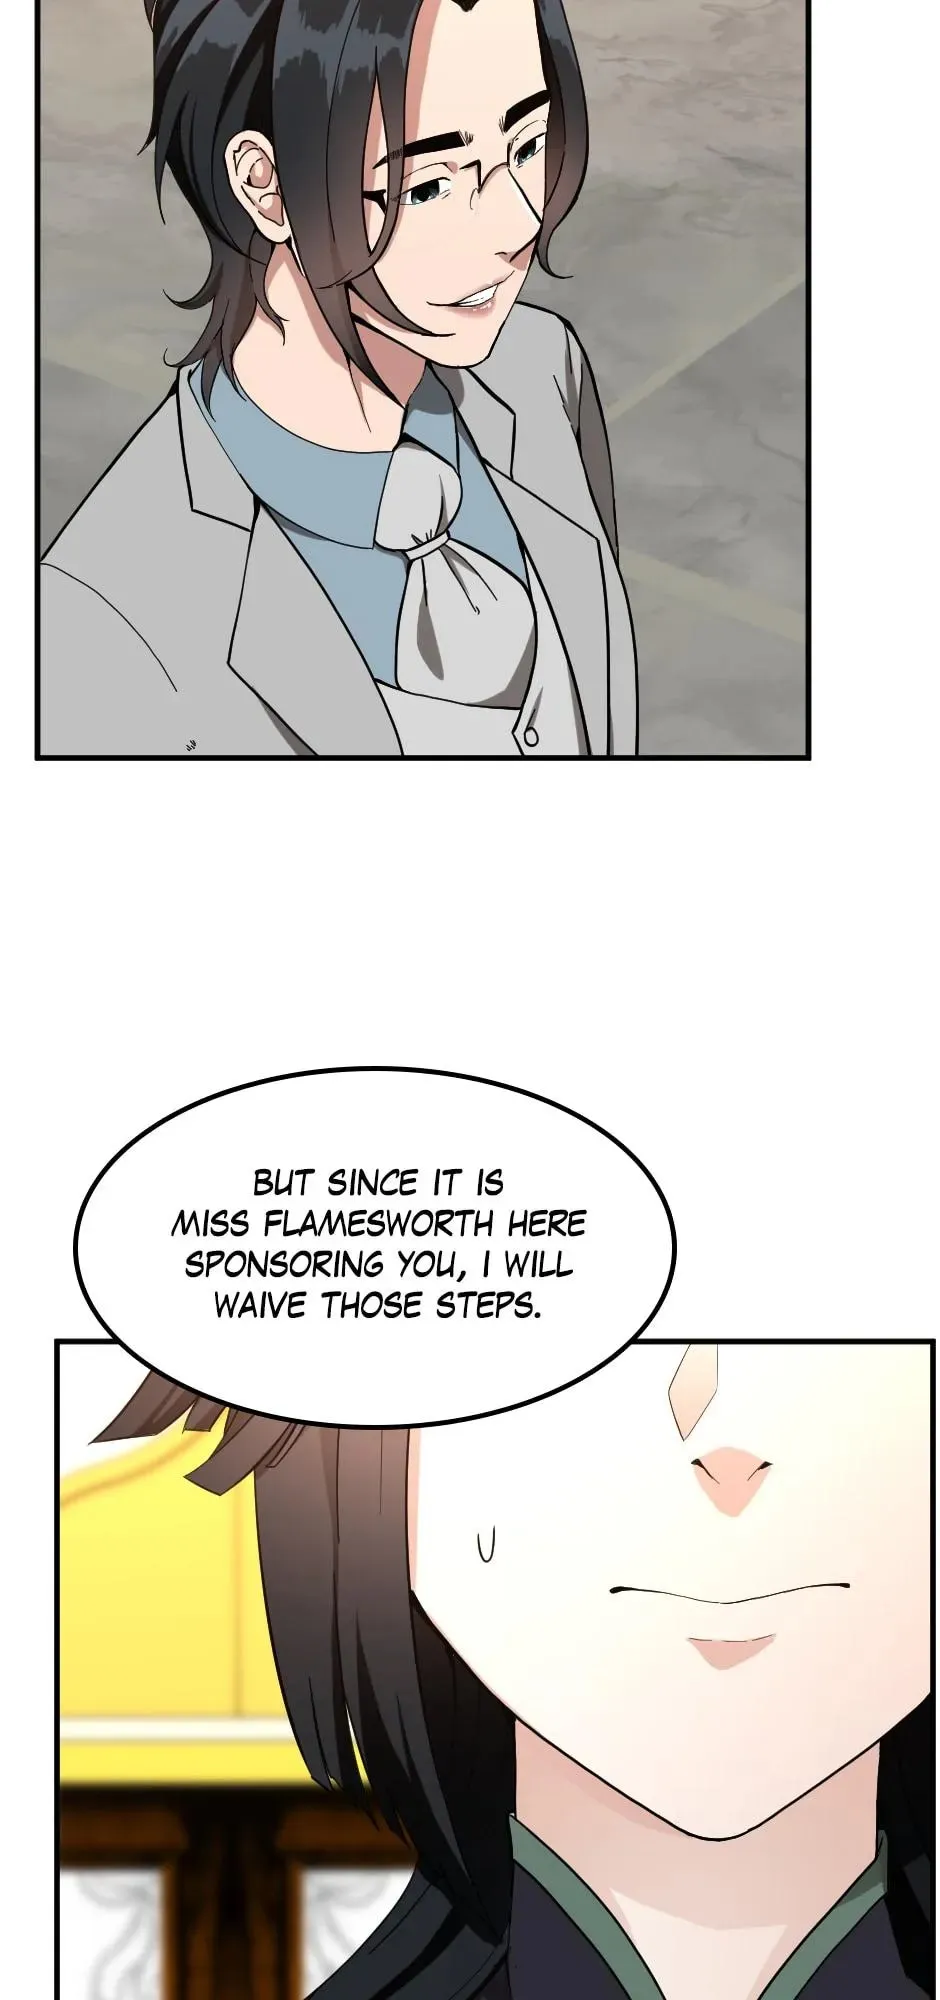 BUT SINCE IT IS
MISS FLAMESWORTH HERE
SPONSORING YOU, I WILL
WAIVE THOSE STEPS.